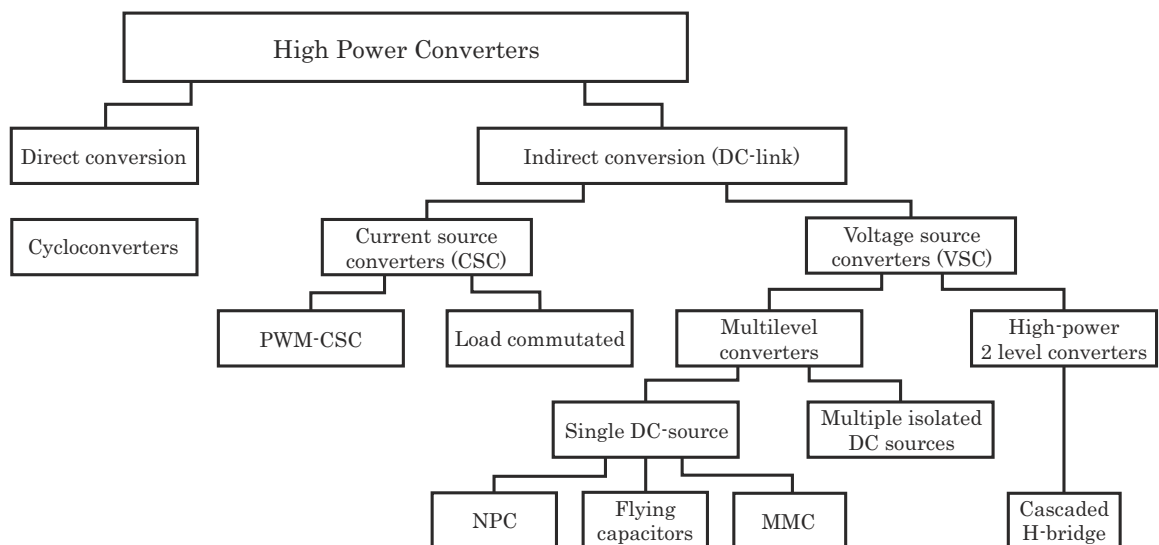 High Power Converters
Direct conversion
Indirect conversion (DC-link)
Cycloconverters
Current source
converters (CSC)
Voltage source
converters (VSC)
PWM-CSC
Load commutated
Multilevel
converters
High-power
2 level converters
Single DC-source
Multiple isolated
DC sources
NPC
Flying
capacitors
MMC
Cascaded
H-bridge